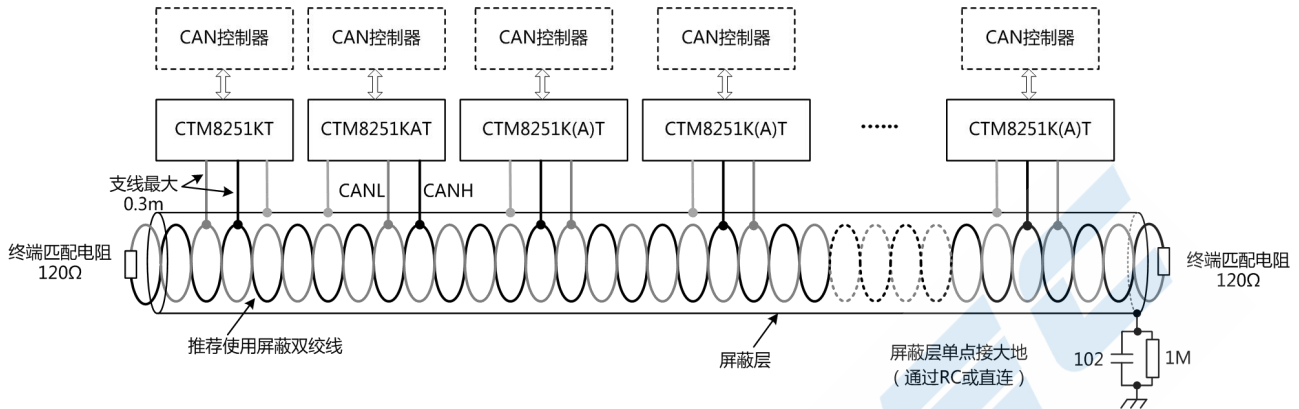 CAN控制器
CAN控制器
CAN控制器
CAN控制器
CAN控制器
CTM8251KT
CTM8251KAT
CTM8251K(A)T
CTM8251K(A)T
······
CTM8251K(A)T
支线最大
0.3m
CANL
CANH
终端匹配电阻
120Ω
终端匹配电阻
120Ω
推荐使用屏蔽双绞线
屏蔽层
屏蔽层单点接大地
（通过RC或直连）
102
1M